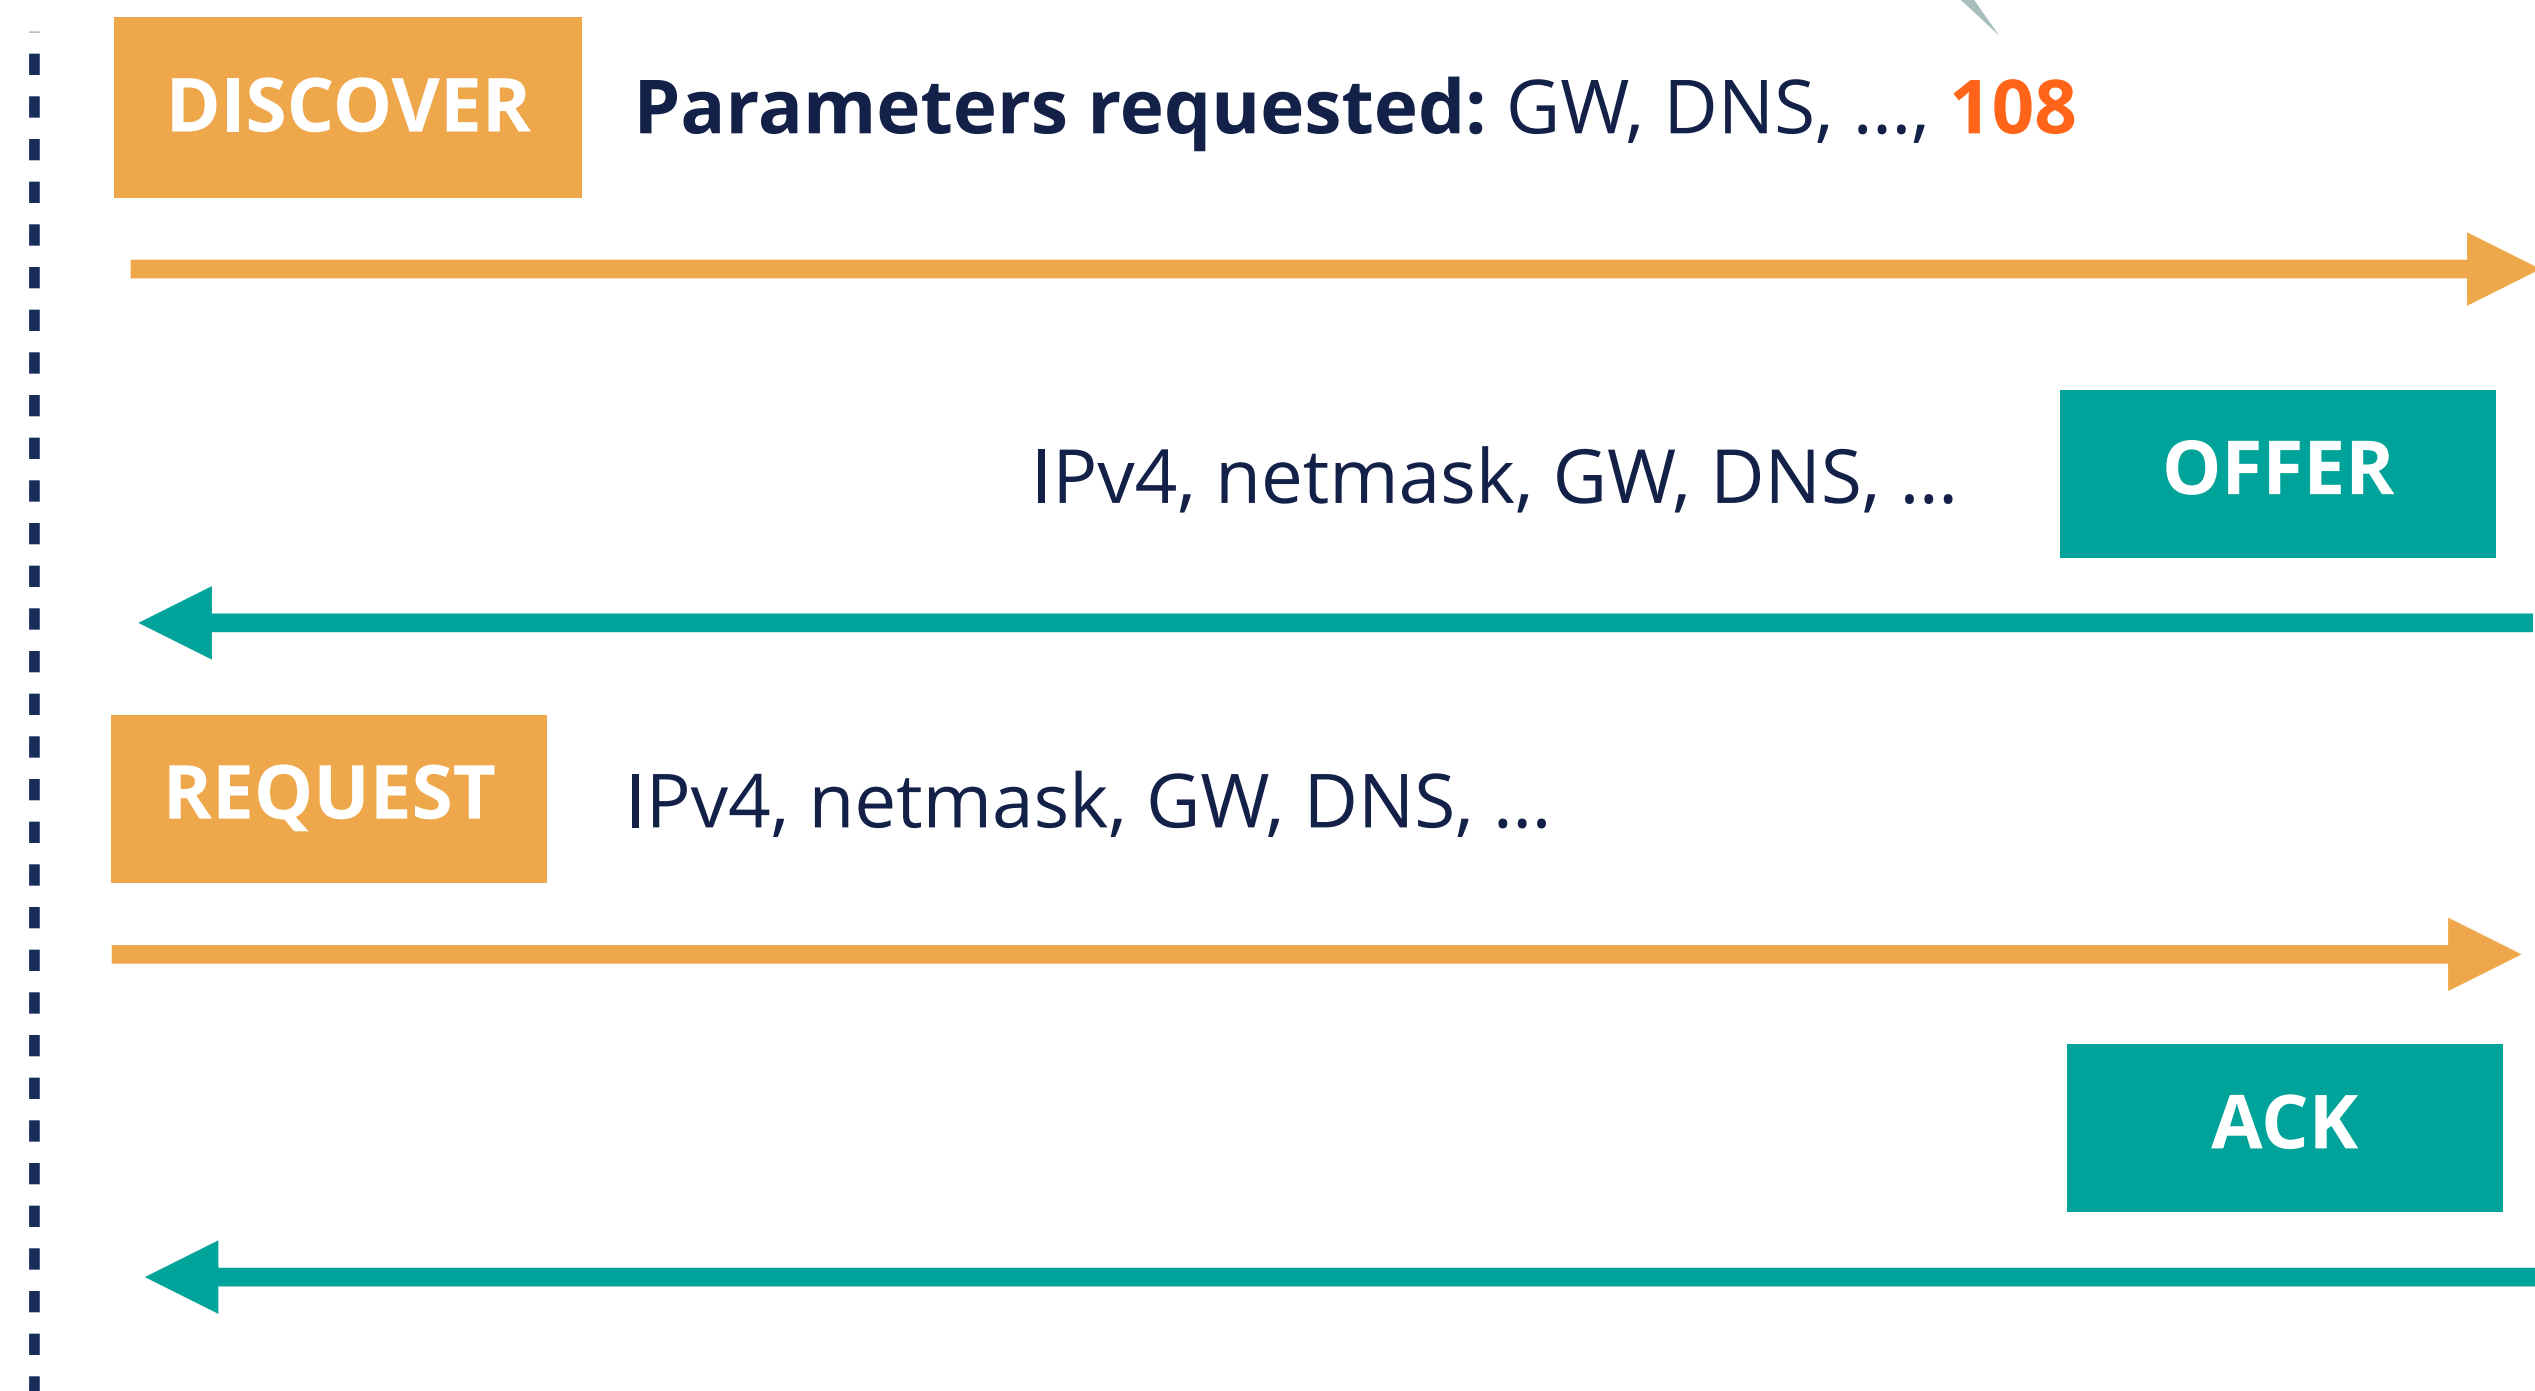 DISCOVER
Parameters requested: GW, DNS, ..., 108
IPv4, netmask, GW, DNS, ...
OFFER
REQUEST
IPv4, netmask, GW, DNS, ...
ACK